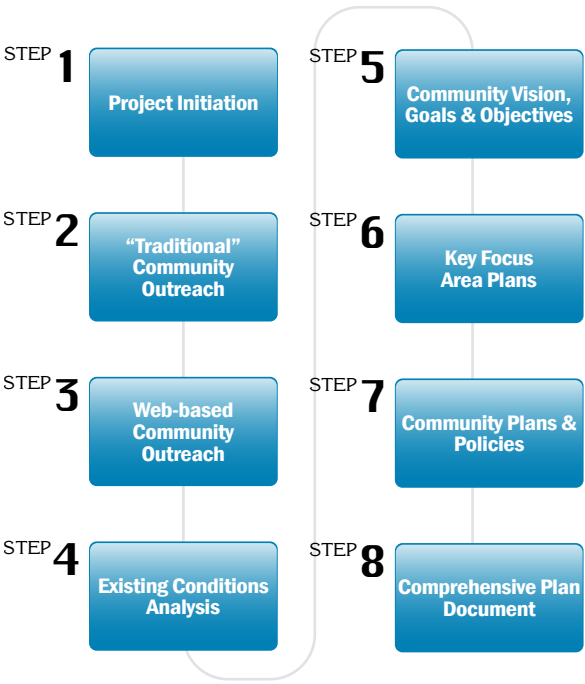 STEP 1
Project Initiation
STEP 2
“Traditional”
Community
Outreach
STEP 3
Web-based
Community
Outreach
STEP 4
Existing Conditions
Analysis
STEP 5
Community Vision,
Goals & Objectives
STEP 6
Key Focus
Area Plans
STEP 7
Community Plans &
Policies
STEP 8
Comprehensive Plan
Document